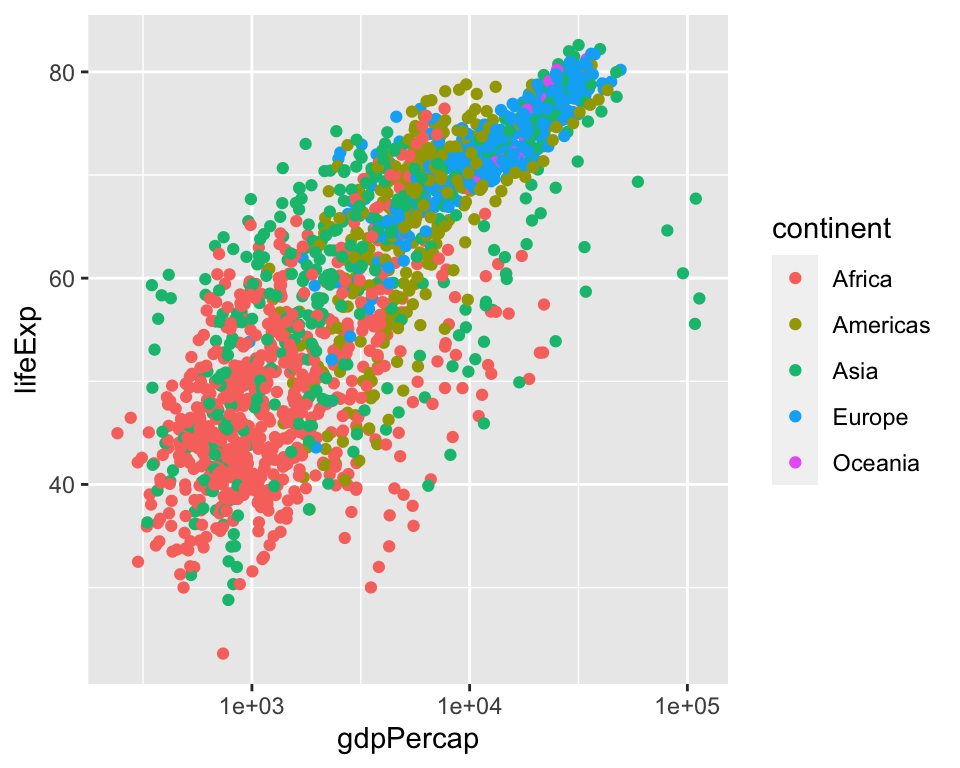 80
60
40
lifeExp
1e+03 1e+04 1e+05
gdpPercap
continent
Africa
Americas
Asia
Europe
Oceania